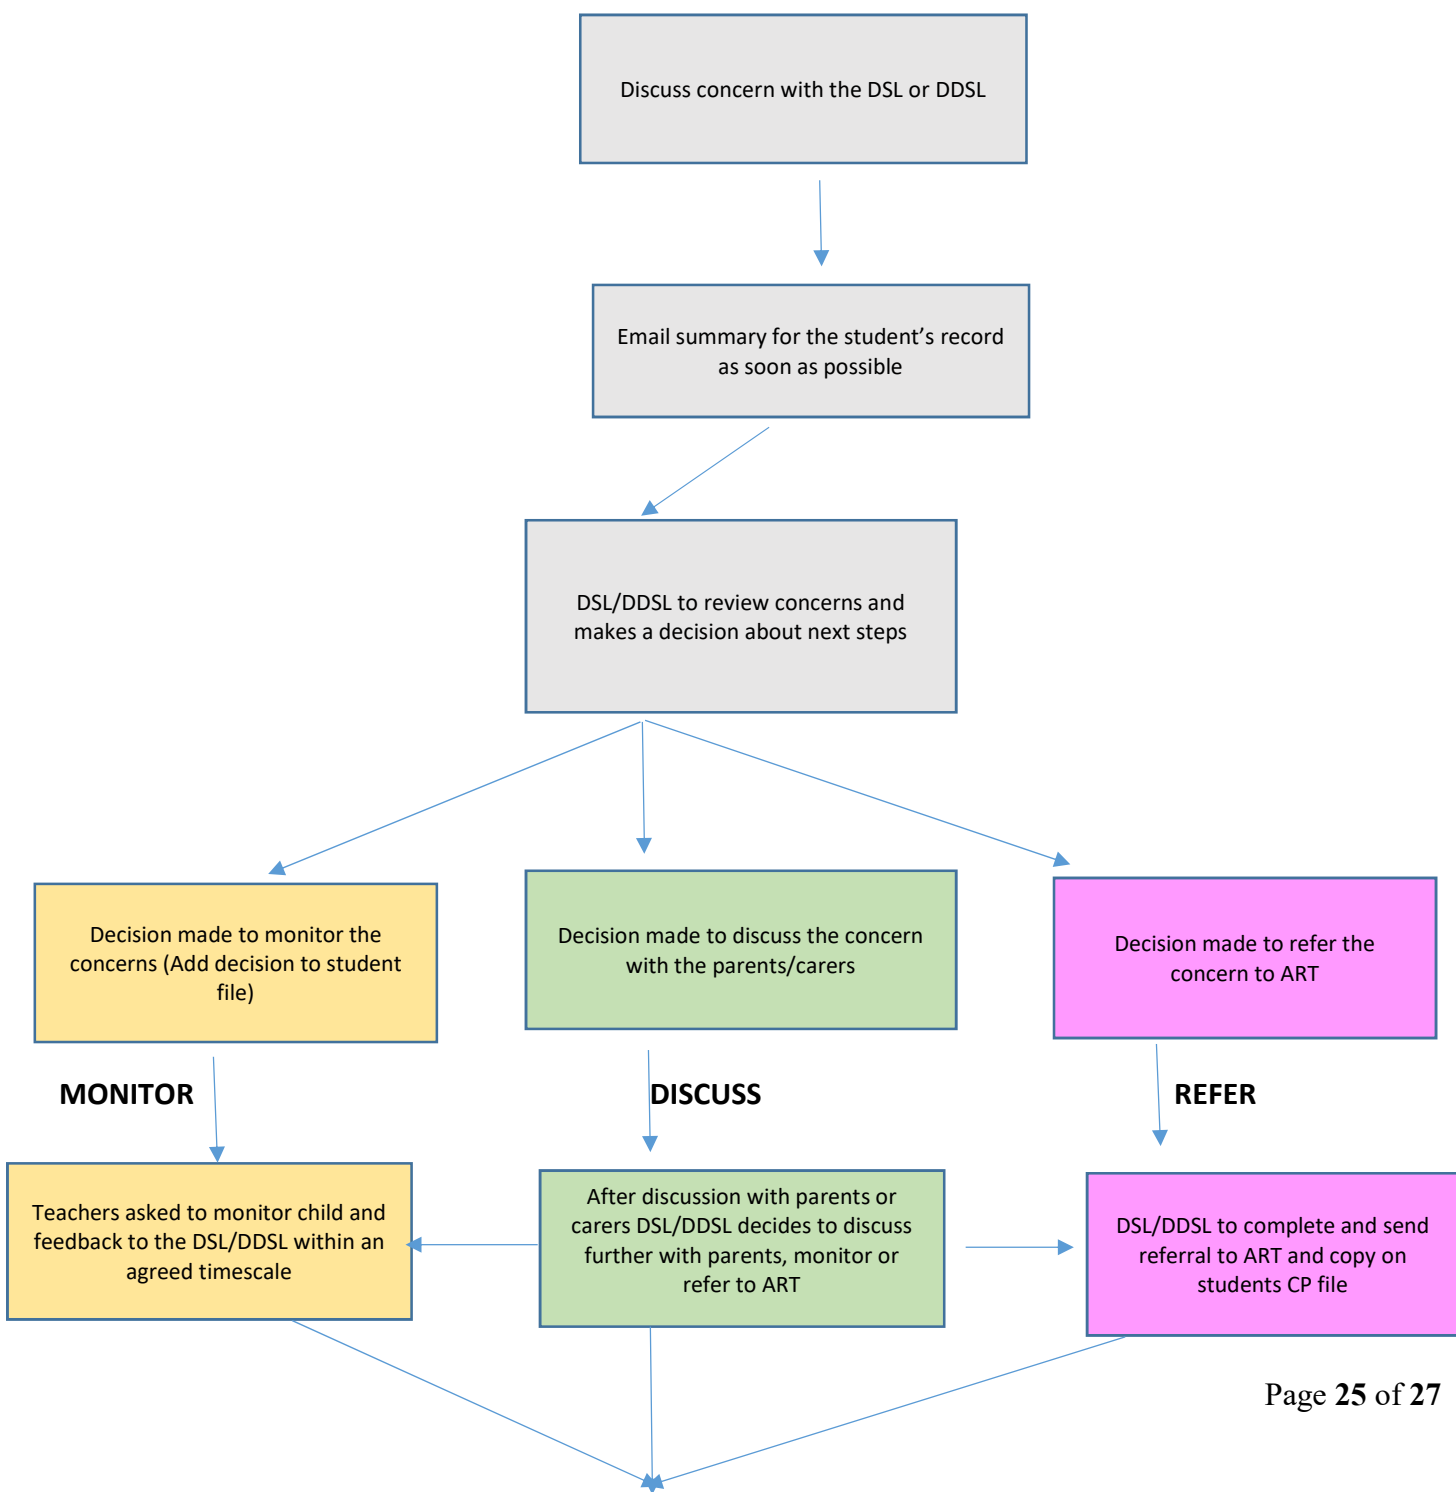 Discuss concern with the DSL or DDSL
Email summary for the student’s record
as soon as possible
DSL/DDSL to review concerns and
makes a decision about next steps
Decision made to monitor the
concerns (Add decision to student
file)
Decision made to discuss the concern
with the parents/carers
Decision made to refer the
concern to ART
MONITOR
DISCUSS
REFER
Teachers asked to monitor child and
feedback to the DSL/DDSL within an
agreed timescale
After discussion with parents or
carers DSL/DDSL decides to discuss
further with parents, monitor or
refer to ART
DSL/DDSL to complete and send
referral to ART and copy on
students CP file
Page 25 of 27